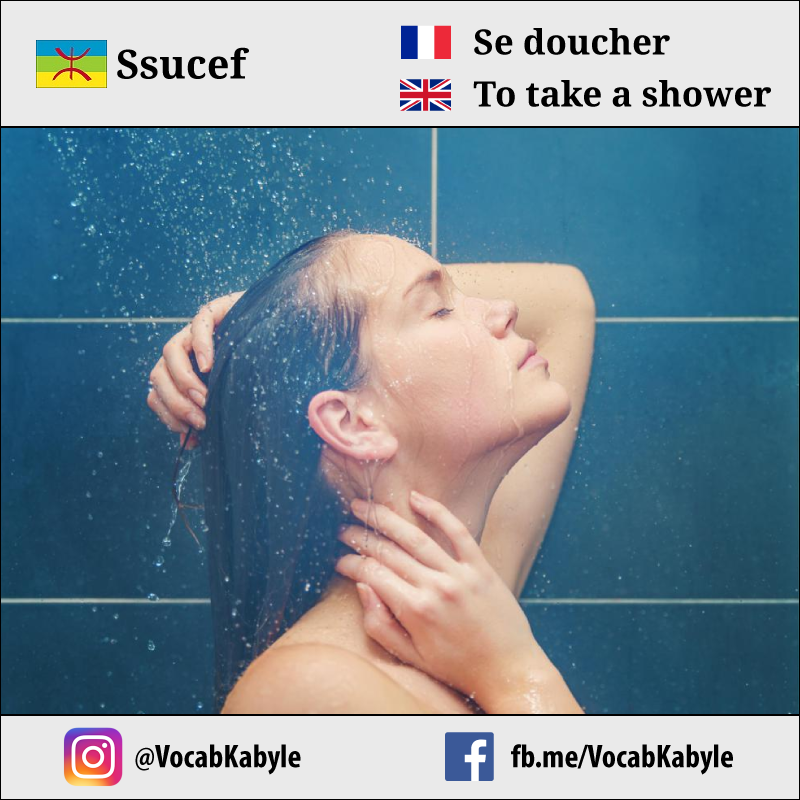 Ssucef
Se doucher
To take a shower
@VocabKabyle
fb.me/VocabKabyle